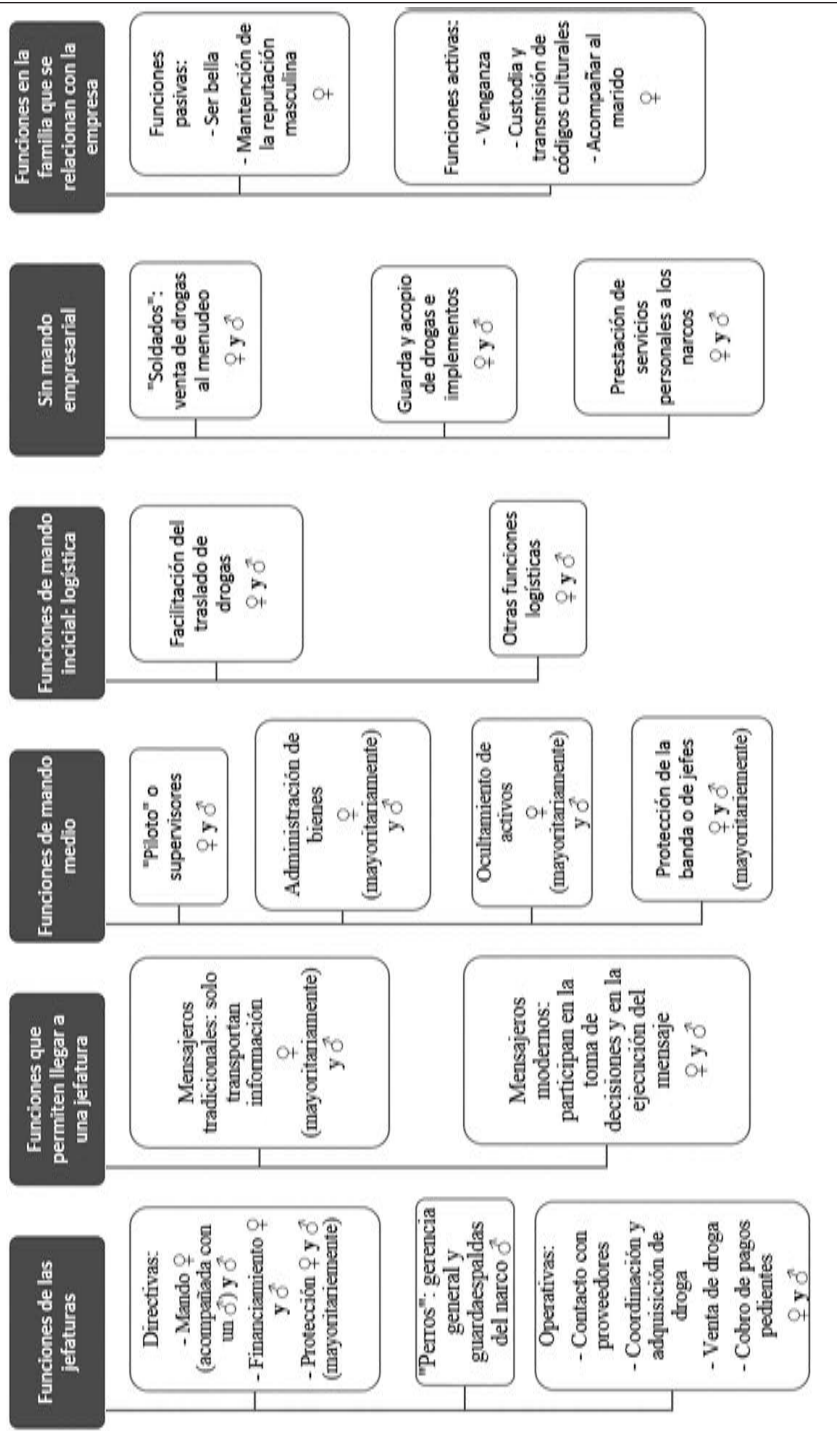 Funciones de las
jefaturas
Directivas:
- Mando ♀
(acompañada con
un ♂) y ♂
- Financiamiento ♀
y ♂
- Protección ♀ y ♂
(mayoritariemente)
"Perros": gerencia
general y
guardaespaldas
del narco ♂
Operativas:
- Contacto con
proveedores
- Coordinación y
adquisición de
droga
- Venta de droga
- Cobro de pagos
pedientes
♀ y ♂
Funciones que
permiten llegar a
una jefatura
Mensajeros
tradicionales: solo
transportan
información
♀
(mayoritariamente)
y ♂
Mensajeros
modernos:
participan en la
toma de
decisiones y en la
ejecución del
mensaje
♀ y ♂
Funciones de mando
medio
"Piloto" o
supervisores
♀ y ♂
Administración de
bienes
♀
(mayoritariamente)
y ♂
Ocultamiento de
activos
♀
(mayoritariamente)
y ♂
Protección de la
banda o de jefes
♀ y ♂
(mayoritariemente)
Funciones de mando
incicial: logística
Facilitación del
traslado de
drogas
♀ y ♂
Otras funciones
logísticas
♀ y ♂
Sin mando
empresarial
"Soldados":
venta de drogas
al menudeo
♀ y ♂
Guarda y acopio
de drogas e
implementos
♀ y ♂
Prestación de
servicios
personales a los
narcos
♀ y ♂
Funciones en la
familia que se
relacionan con la
empresa
Funciones
pasivas:
- Ser bella
- Mantención de
la reputación
masculina
♀
Funciones activas:
- Venganza
- Custodia y
transmisión de
códigos culturales
- Acompañar al
marido
♀